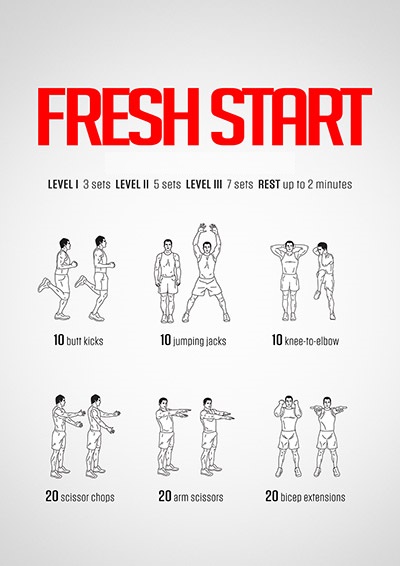 FRESH START
LEVEL I 3 sets LEVEL II 5 sets LEVEL III 7 sets REST up to 2 minutes
10 butt kicks
10 jumping jacks
10 knee-to-elbow
20 scissor chops
20 arm scissors
20 bicep extensions